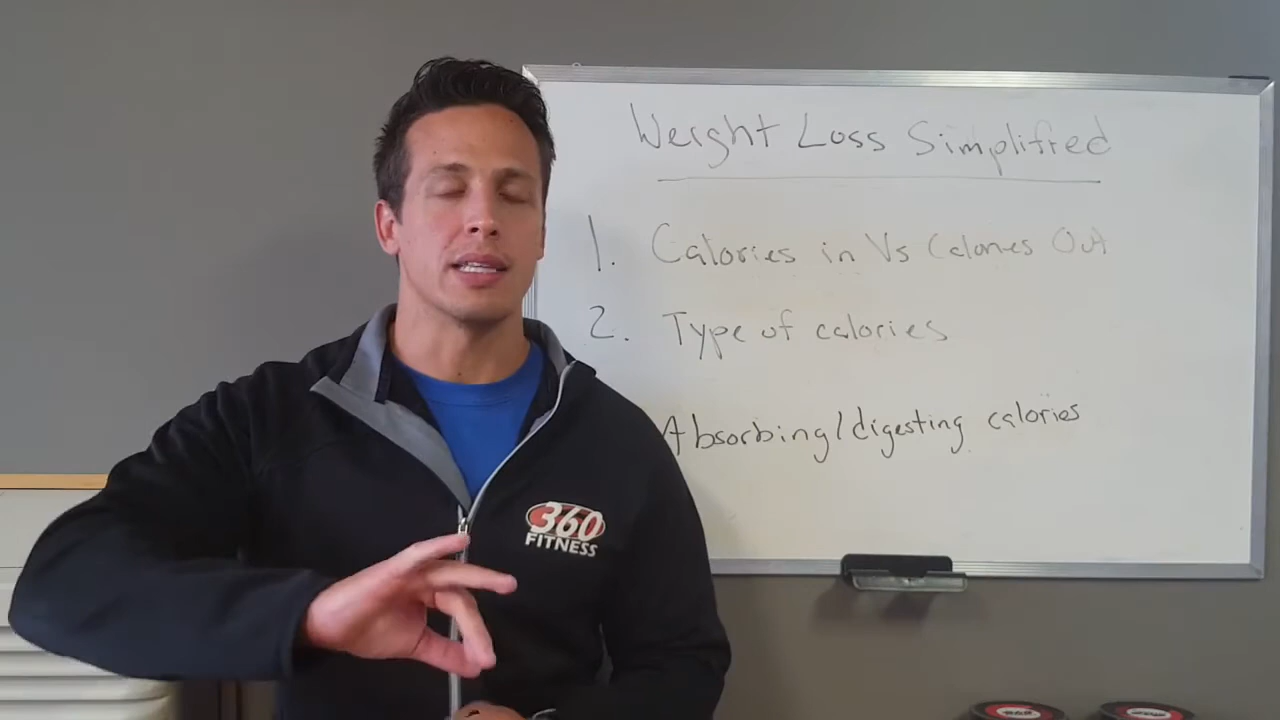 Weight Loss Simplified
1. Calories in Vs Calories Out
2. Type of calories
Absorbing/digesting calories
360
FITNESS